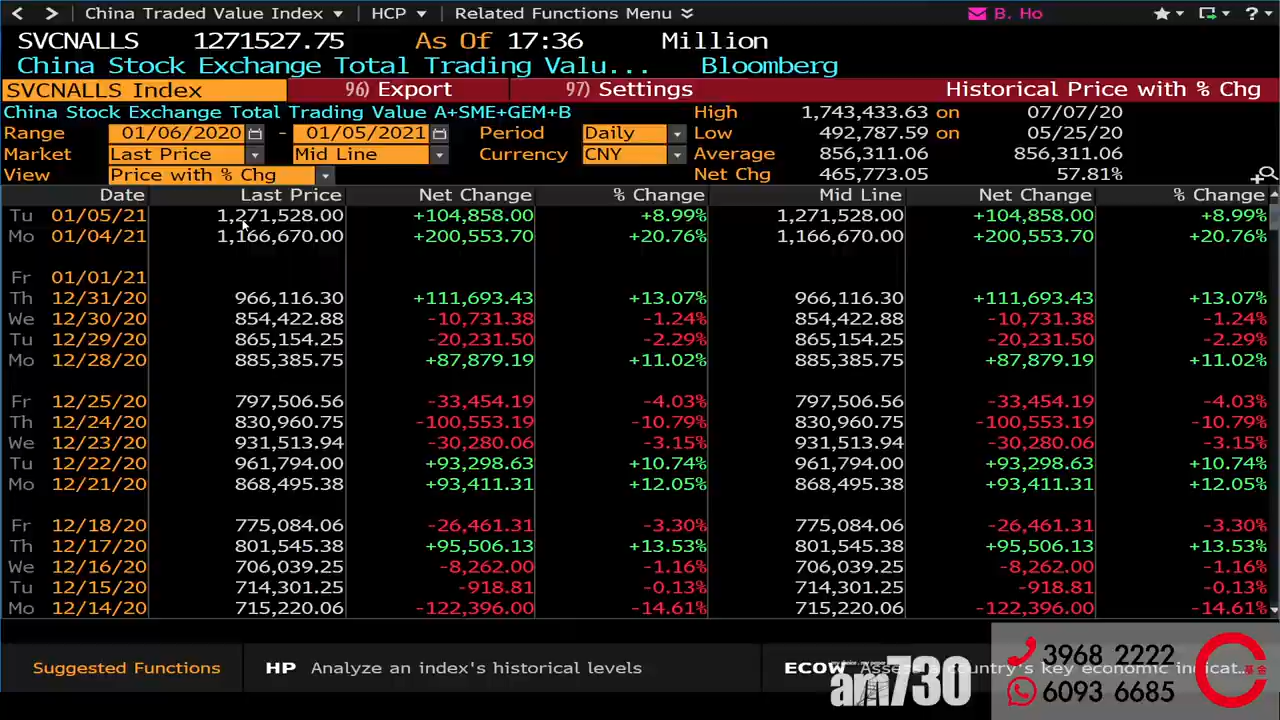 China Traded Value Index HCP Related Functions Menu B. Ho
SVCNALLS 1271527.75 As Of 17:36 Million
China Stock Exchange Total Trading Valu... Bloomberg
SVCNALLS Index 96) Export 97) Settings Historical Price with % Chg
China Stock Exchange Total Trading Value A+SME+GEM+B High 1,743,433.63 on 07/07/20
Range 01/06/2020 - 01/05/2021 Period Daily Low 492,787.59 on 05/25/20
Market Last Price Mid Line Currency CNY Average 856,311.06 856,311.06
View Price with % Chg Net Chg 465,773.05 57.81%
Date Last Price Net Change % Change Mid Line Net Change % Change
Tu 01/05/21 1,271,528.00 +104,858.00 +8.99% 1,271,528.00 +104,858.00 +8.99%
Mo 01/04/21 1,166,670.00 +200,553.70 +20.76% 1,166,670.00 +200,553.70 +20.76%
Fr 01/01/21
Th 12/31/20 966,116.30 +111,693.43 +13.07% 966,116.30 +111,693.43 +13.07%
We 12/30/20 854,422.88 -10,731.38 -1.24% 854,422.88 -10,731.38 -1.24%
Tu 12/29/20 865,154.25 -20,231.50 -2.29% 865,154.25 -20,231.50 -2.29%
Mo 12/28/20 885,385.75 +87,879.19 +11.02% 885,385.75 +87,879.19 +11.02%
Fr 12/25/20 797,506.56 -33,454.19 -4.03% 797,506.56 -33,454.19 -4.03%
Th 12/24/20 830,960.75 -100,553.19 -10.79% 830,960.75 -100,553.19 -10.79%
We 12/23/20 931,513.94 -30,280.06 -3.15% 931,513.94 -30,280.06 -3.15%
Tu 12/22/20 961,794.00 +93,298.63 +10.74% 961,794.00 +93,298.63 +10.74%
Mo 12/21/20 868,495.38 +93,411.31 +12.05% 868,495.38 +93,411.31 +12.05%
Fr 12/18/20 775,084.06 -26,461.31 -3.30% 775,084.06 -26,461.31 -3.30%
Th 12/17/20 801,545.38 +95,506.13 +13.53% 801,545.38 +95,506.13 +13.53%
We 12/16/20 706,039.25 -8,262.00 -1.16% 706,039.25 -8,262.00 -1.16%
Tu 12/15/20 714,301.25 -918.81 -0.13% 714,301.25 -918.81 -0.13%
Mo 12/14/20 715,220.06 -122,396.00 -14.61% 715,220.06 -122,396.00 -14.61%
Suggested Functions HP Analyze an index's historical levels ECOW country's key economic indicat...
am730
3968 2222
6093 6685
基金